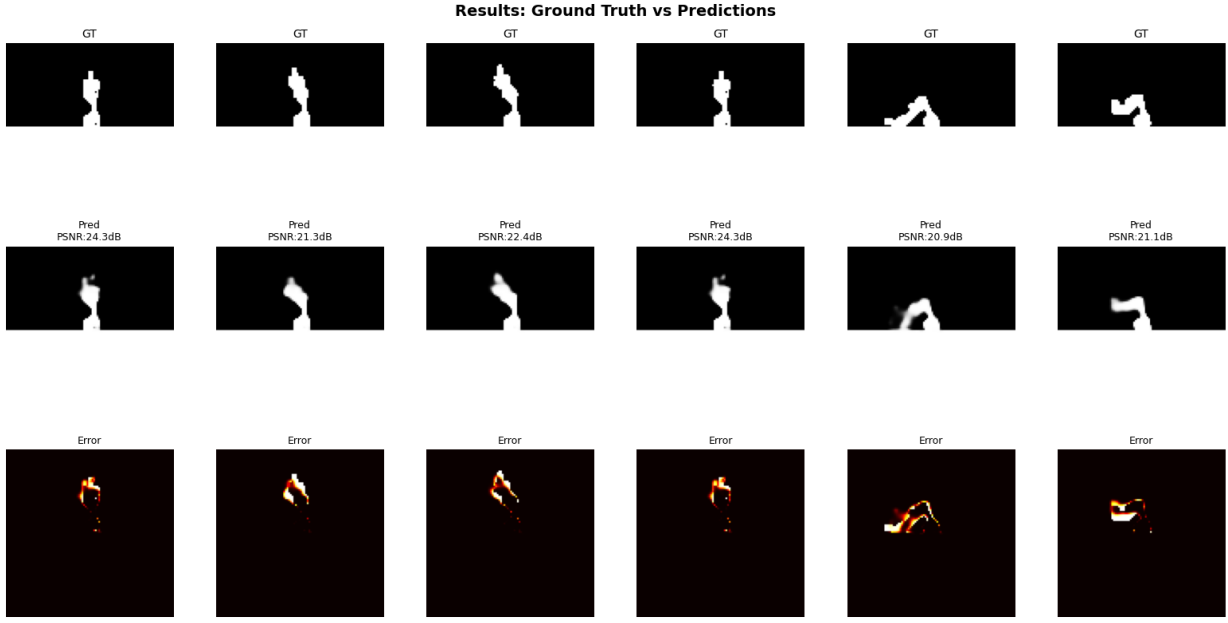 Results: Ground Truth vs Predictions
GT GT GT GT GT GT
Pred Pred Pred Pred Pred Pred
PSNR:24.3dB PSNR:21.3dB PSNR:22.4dB PSNR:24.3dB PSNR:20.9dB PSNR:21.1dB
Error Error Error Error Error Error